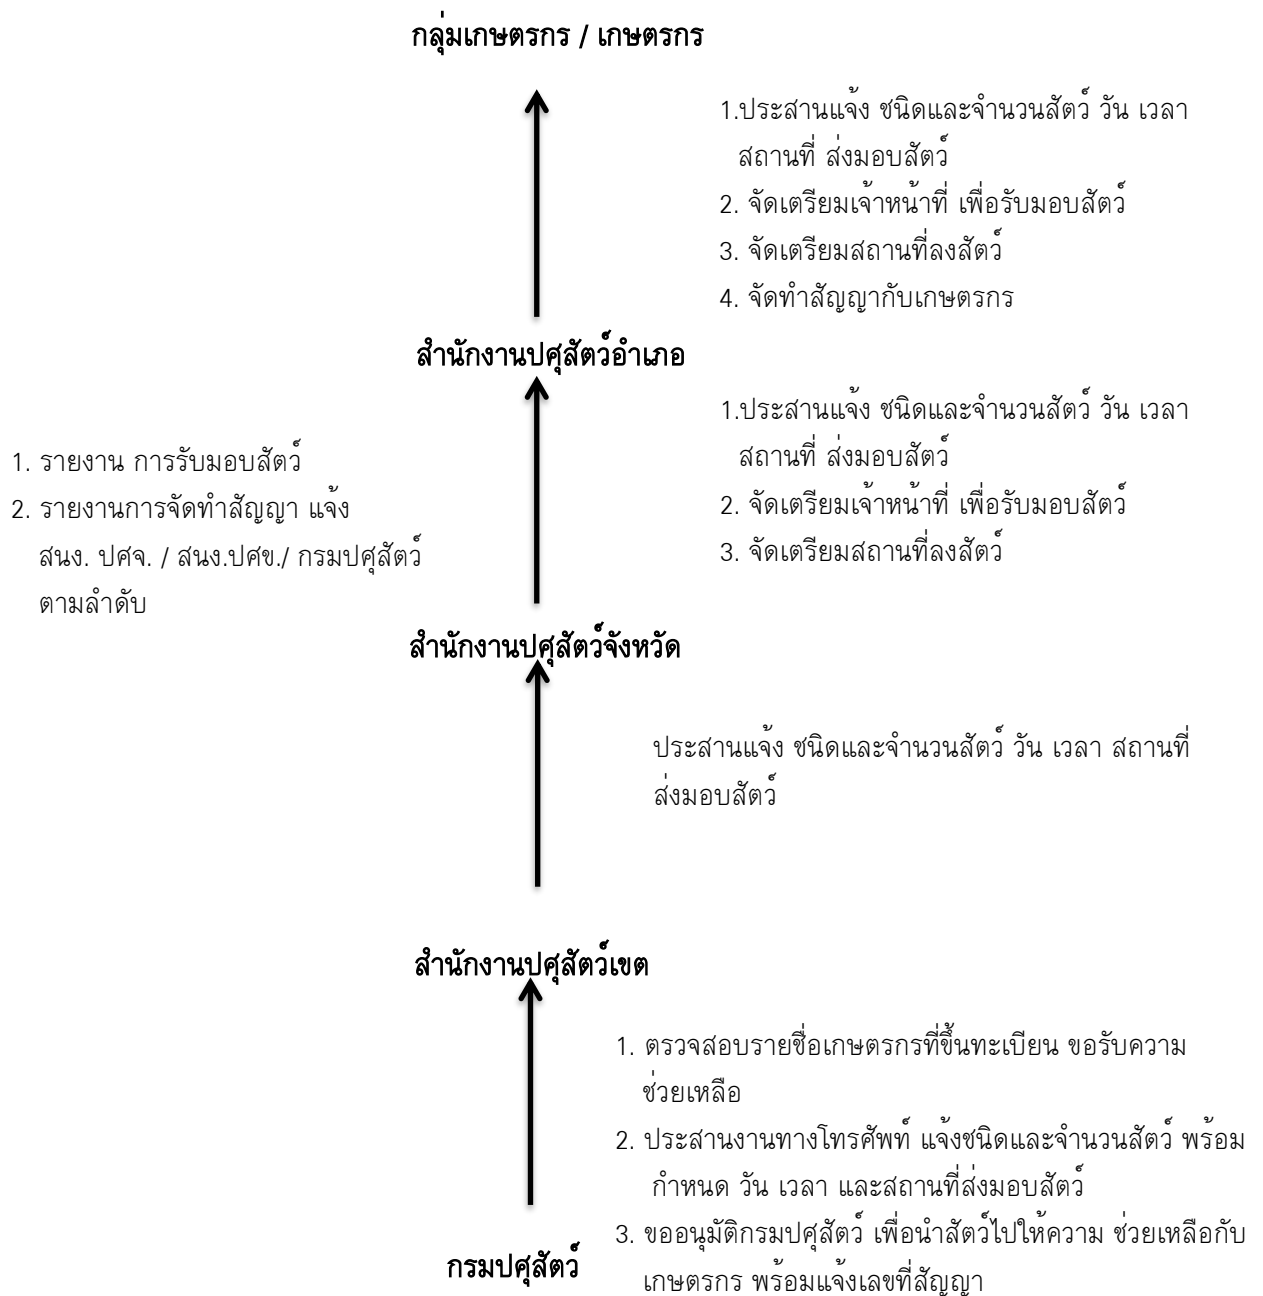 กลุ่มเกษตรกร / เกษตรกร
1.ประสานแจ้ง ชนิดและจำนวนสัตว์ วัน เวลา
สถานที่ ส่งมอบสัตว์
2. จัดเตรียมเจ้าหน้าที่ เพื่อรับมอบสัตว์
3. จัดเตรียมสถานที่ลงสัตว์
4. จัดทำสัญญากับเกษตรกร
สำนักงานปศุสัตว์อำเภอ
1.ประสานแจ้ง ชนิดและจำนวนสัตว์ วัน เวลา
สถานที่ ส่งมอบสัตว์
2. จัดเตรียมเจ้าหน้าที่ เพื่อรับมอบสัตว์
3. จัดเตรียมสถานที่ลงสัตว์
1. รายงาน การรับมอบสัตว์
2. รายงานการจัดทำสัญญา แจ้ง
สนง. ปศจ. / สนง.ปศข./ กรมปศุสัตว์
ตามลำดับ
สำนักงานปศุสัตว์จังหวัด
ประสานแจ้ง ชนิดและจำนวนสัตว์ วัน เวลา สถานที่
ส่งมอบสัตว์
สำนักงานปศุสัตว์เขต
1. ตรวจสอบรายชื่อเกษตรกรที่ขึ้นทะเบียน ขอรับความ
ช่วยเหลือ
2. ประสานงานทางโทรศัพท์ แจ้งชนิดและจำนวนสัตว์ พร้อม
กำหนด วัน เวลา และสถานที่ส่งมอบสัตว์
3. ขออนุมัติกรมปศุสัตว์ เพื่อนำสัตว์ไปให้ความ ช่วยเหลือกับ
เกษตรกร พร้อมแจ้งเลขที่สัญญา
กรมปศุสัตว์